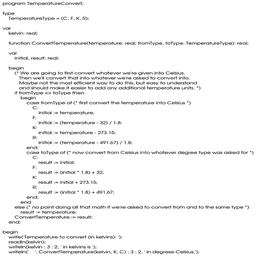 program TemperatureConvert;
type
TemperatureType = (C, F, K, R);
var
kelvin: real;
function ConvertTemperature(temperature: real; fromType, toType: TemperatureType): real;
var
initial, result: real;
begin
(* We are going to first convert whatever we're given into Celsius.
Then we'll convert that into whatever we're asked to convert into.
Maybe not the most efficient way to do this, but easy to understand
and should make it easier to add any additional temperature units. *)
if fromType <> toType then
begin
case fromType of (* first convert the temperature into Celsius *)
C:
initial := temperature;
F:
initial := (temperature - 32) / 1.8;
K:
initial := temperature - 273.15;
R:
initial := (temperature - 491.67) / 1.8;
end;
case toType of (* now convert from Celsius into whatever degree type was asked for *)
C:
result := initial;
F:
result := (initial * 1.8) + 32;
K:
result := initial + 273.15;
R:
result := (initial * 1.8) + 491.67;
end;
end
else (* no point doing all that math if we're asked to convert from and to the same type *)
result := temperature;
ConvertTemperature := result;
end;
begin
write('Temperature to convert (in kelvins): ');
readln(kelvin);
writeln(kelvin : 3 : 2, ' in kelvins is ');
writeln(' ', ConvertTemperature(kelvin, K, C) : 3 : 2, ' in degrees Celsius.');